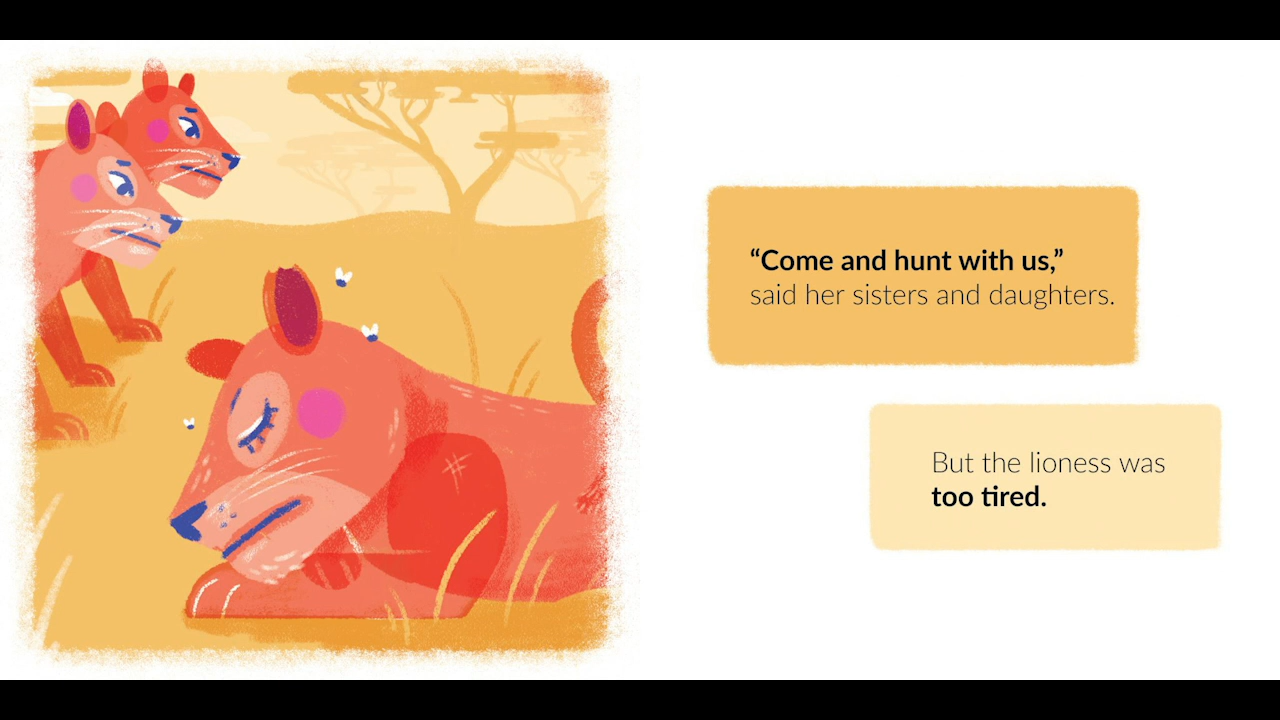 “Come and hunt with us,”
said her sisters and daughters.
But the lioness was
too tired.